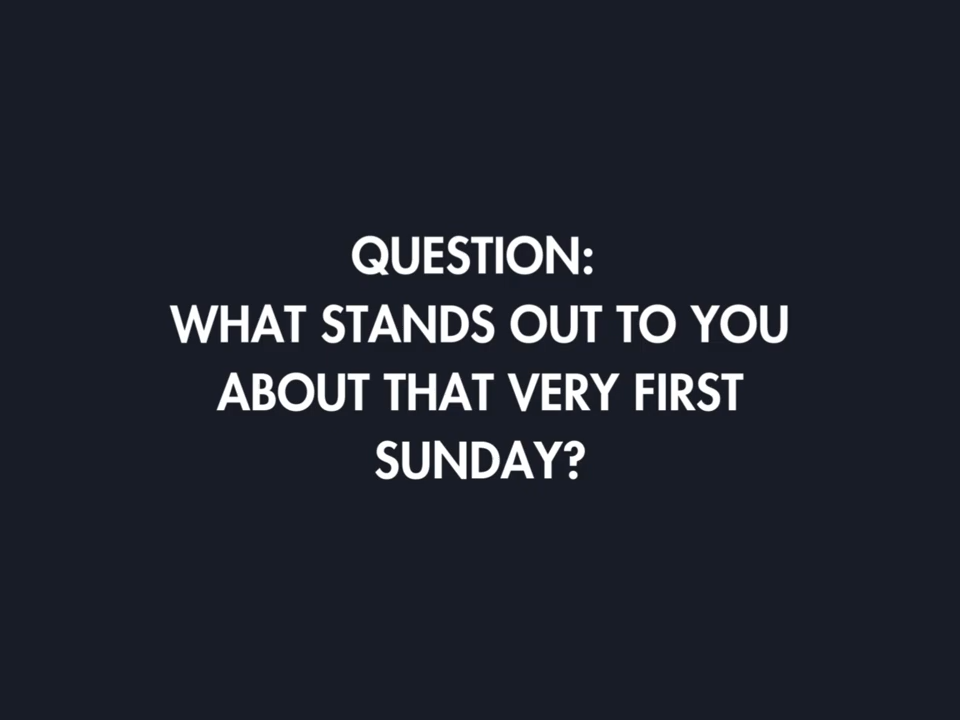 QUESTION:
WHAT STANDS OUT TO YOU
ABOUT THAT VERY FIRST
SUNDAY?